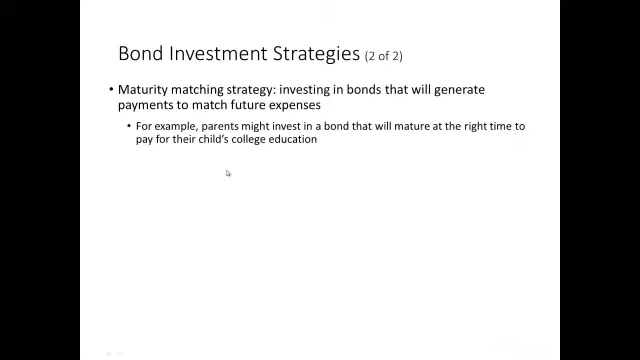 Bond Investment Strategies (2 of 2)
• Maturity matching strategy: investing in bonds that will generate
payments to match future expenses
• For example, parents might invest in a bond that will mature at the right time to
pay for their child's college education